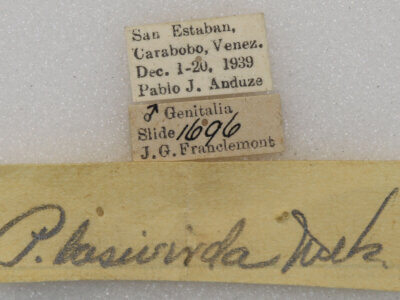 San Estaban,
Carabobo, Venez.
Dec. 1-20, 1939
Pablo J. Anduze
♂ Genitalia
Slide 1696
J.G. Franclemont
P.